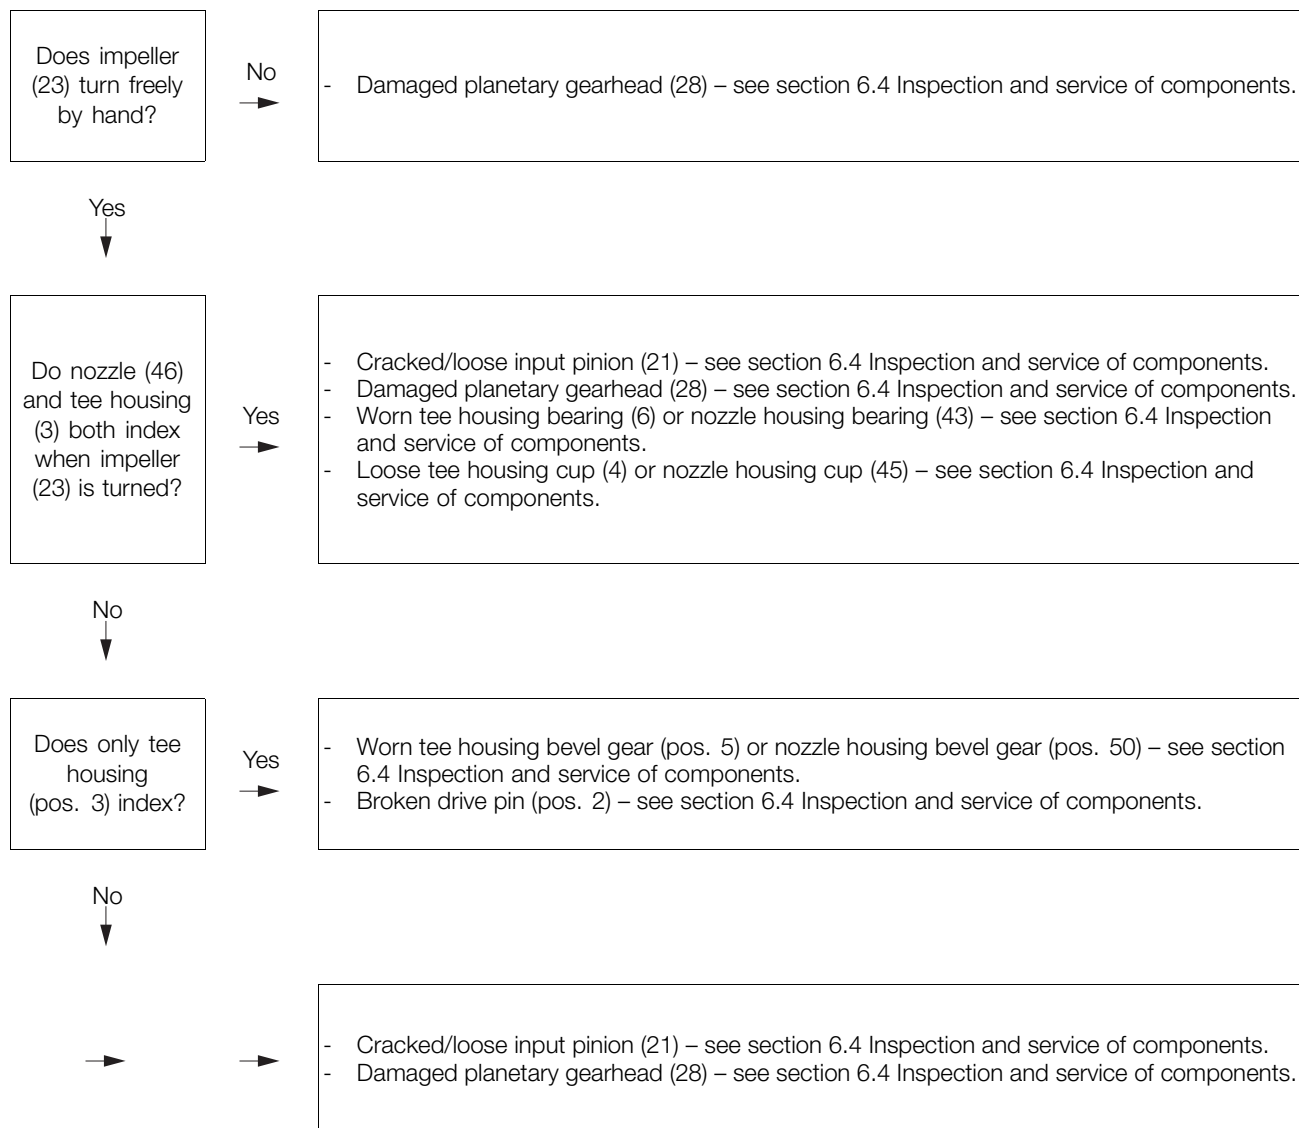 Does impeller
(23) turn freely
by hand?
No
- Damaged planetary gearhead (28) – see section 6.4 Inspection and service of components.
Yes
Do nozzle (46)
and tee housing
(3) both index
when impeller
(23) is turned?
Yes
- Cracked/loose input pinion (21) – see section 6.4 Inspection and service of components.
- Damaged planetary gearhead (28) – see section 6.4 Inspection and service of components.
- Worn tee housing bearing (6) or nozzle housing bearing (43) – see section 6.4 Inspection
and service of components.
- Loose tee housing cup (4) or nozzle housing cup (45) – see section 6.4 Inspection and
service of components.
No
Does only tee
housing
(pos. 3) index?
Yes
- Worn tee housing bevel gear (pos. 5) or nozzle housing bevel gear (pos. 50) – see section
6.4 Inspection and service of components.
- Broken drive pin (pos. 2) – see section 6.4 Inspection and service of components.
No
- Cracked/loose input pinion (21) – see section 6.4 Inspection and service of components.
- Damaged planetary gearhead (28) – see section 6.4 Inspection and service of components.